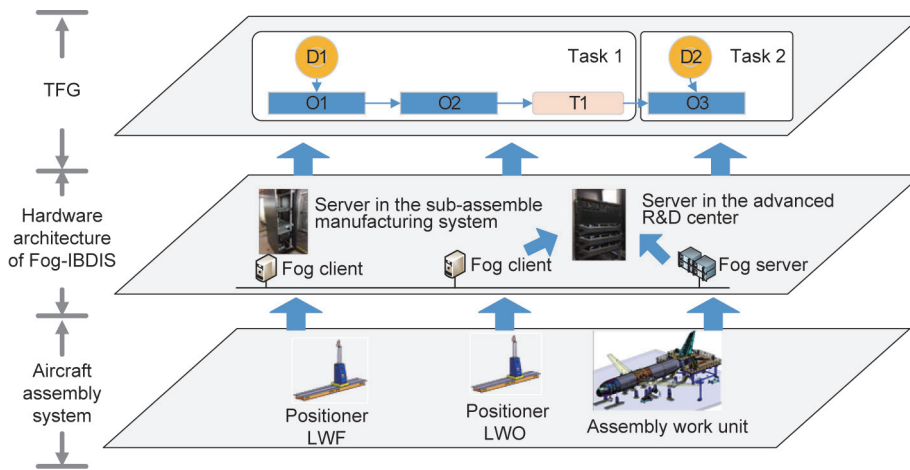 TFG
D1
Task 1
D2
Task 2
O1
O2
T1
O3
Hardware
architecture
of Fog-IBDIS
Server in the sub-assemble
manufacturing system
Server in the advanced
R&D center
Fog client
Fog client
Fog server
Aircraft
assembly
system
Positioner
LWF
Positioner
LWO
Assembly work unit